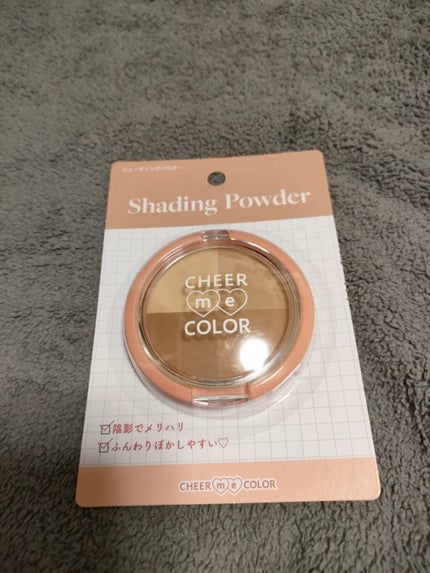 シェーディングパウダー
Shading Powder
CHEER
me
COLOR
陰影でメリハリ
ふんわりぼかしやすい♡
CHEER me COLOR